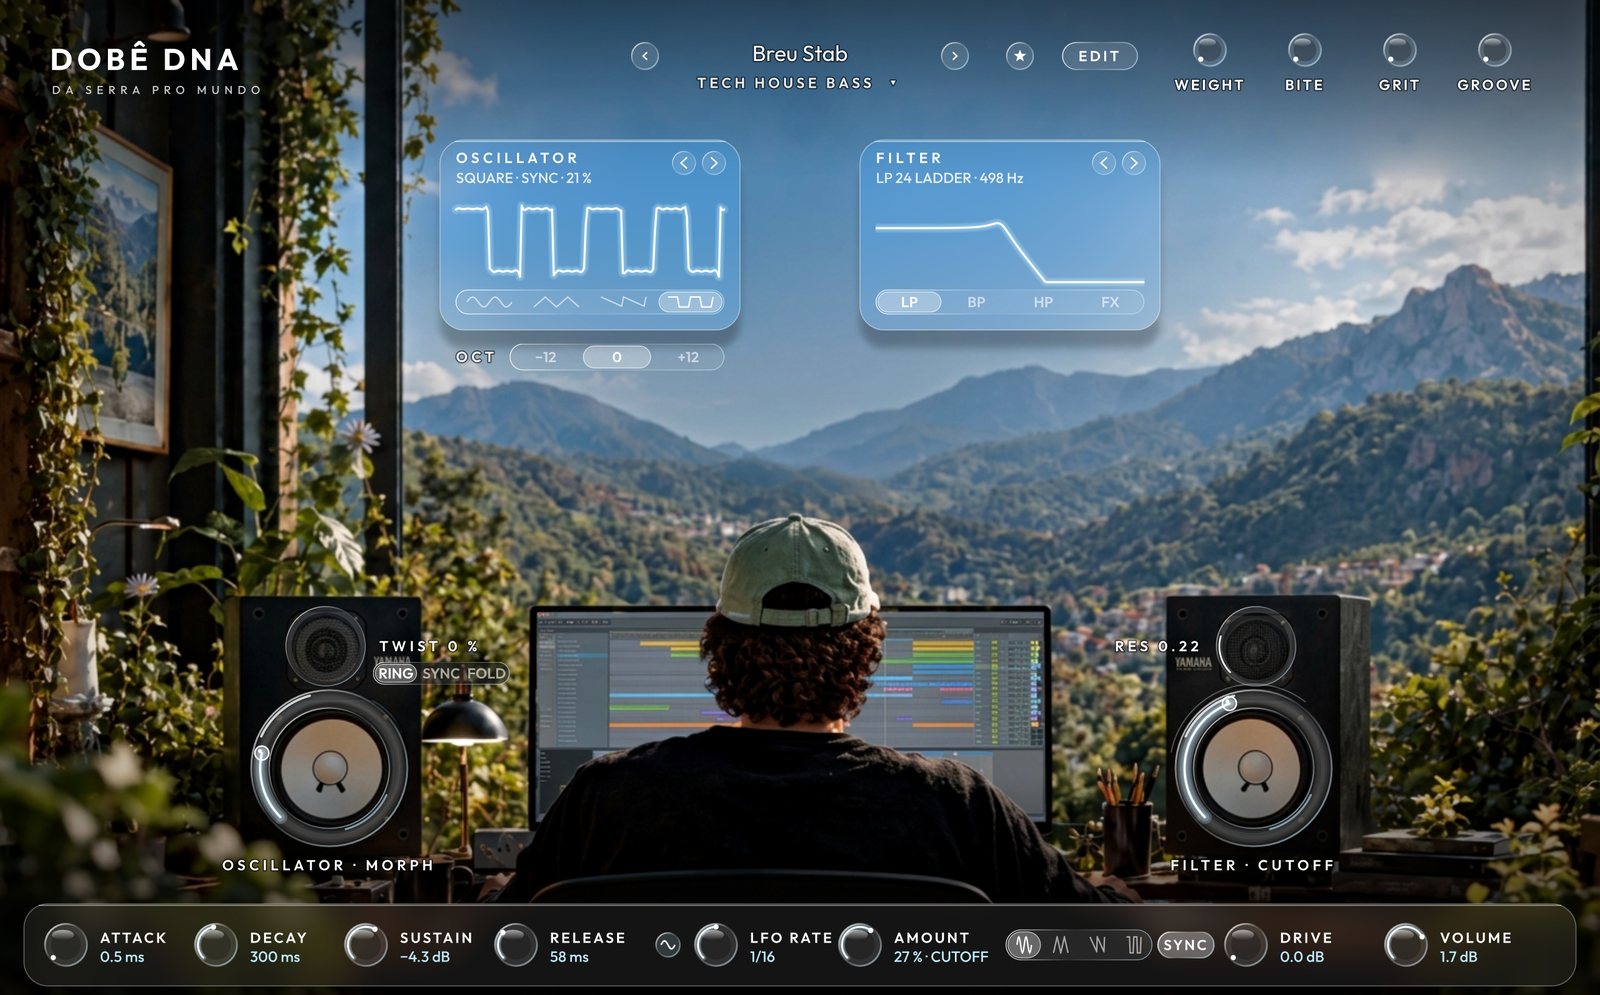 DOBÊ DNA
DA SERRA PRO MUNDO
Breu Stab
TECH HOUSE BASS
EDIT
WEIGHT
BITE
GRIT
GROOVE
OSCILLATOR
SQUARE · SYNC · 21 %
FILTER
LP 24 LADDER · 498 Hz
LP
BP
HP
FX
OCT
−12
0
+12
TWIST 0 %
YAMAHA
RING
SYNC
FOLD
RES 0.22
YAMAHA
OSCILLATOR · MORPH
FILTER · CUTOFF
ATTACK
0.5 ms
DECAY
300 ms
SUSTAIN
−4.3 dB
RELEASE
58 ms
LFO RATE
1/16
AMOUNT
27 % · CUTOFF
SYNC
DRIVE
0.0 dB
VOLUME
1.7 dB